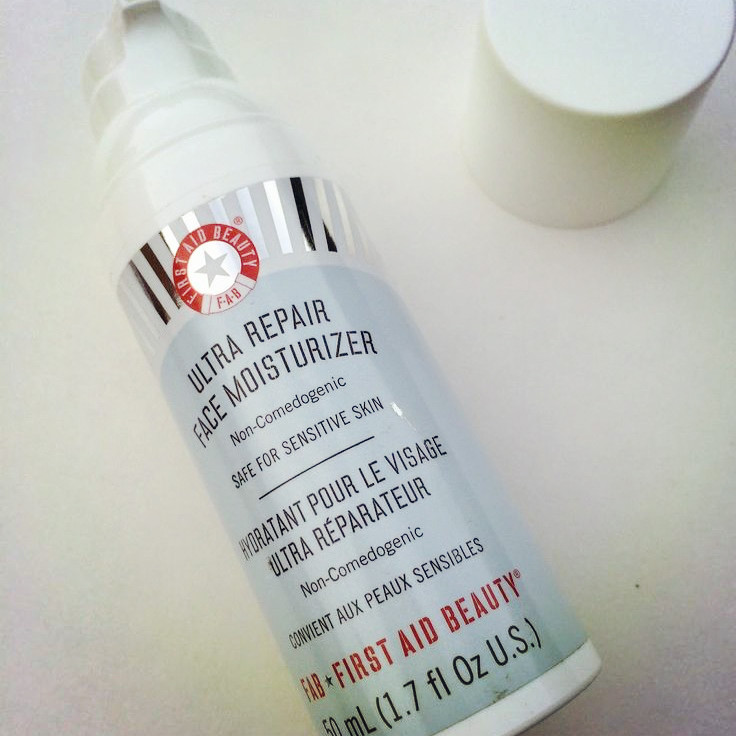 FIRST AID BEAUTY®
F·A·B
ULTRA REPAIR
FACE MOISTURIZER
Non-Comedogenic
SAFE FOR SENSITIVE SKIN
HYDRATANT POUR LE VISAGE
ULTRA RÉPARATEUR
Non-Comedogenic
CONVIENT AUX PEAUX SENSIBLES
FAB ★ FIRST AID BEAUTY®
50 mL (1.7 fl Oz U.S.)